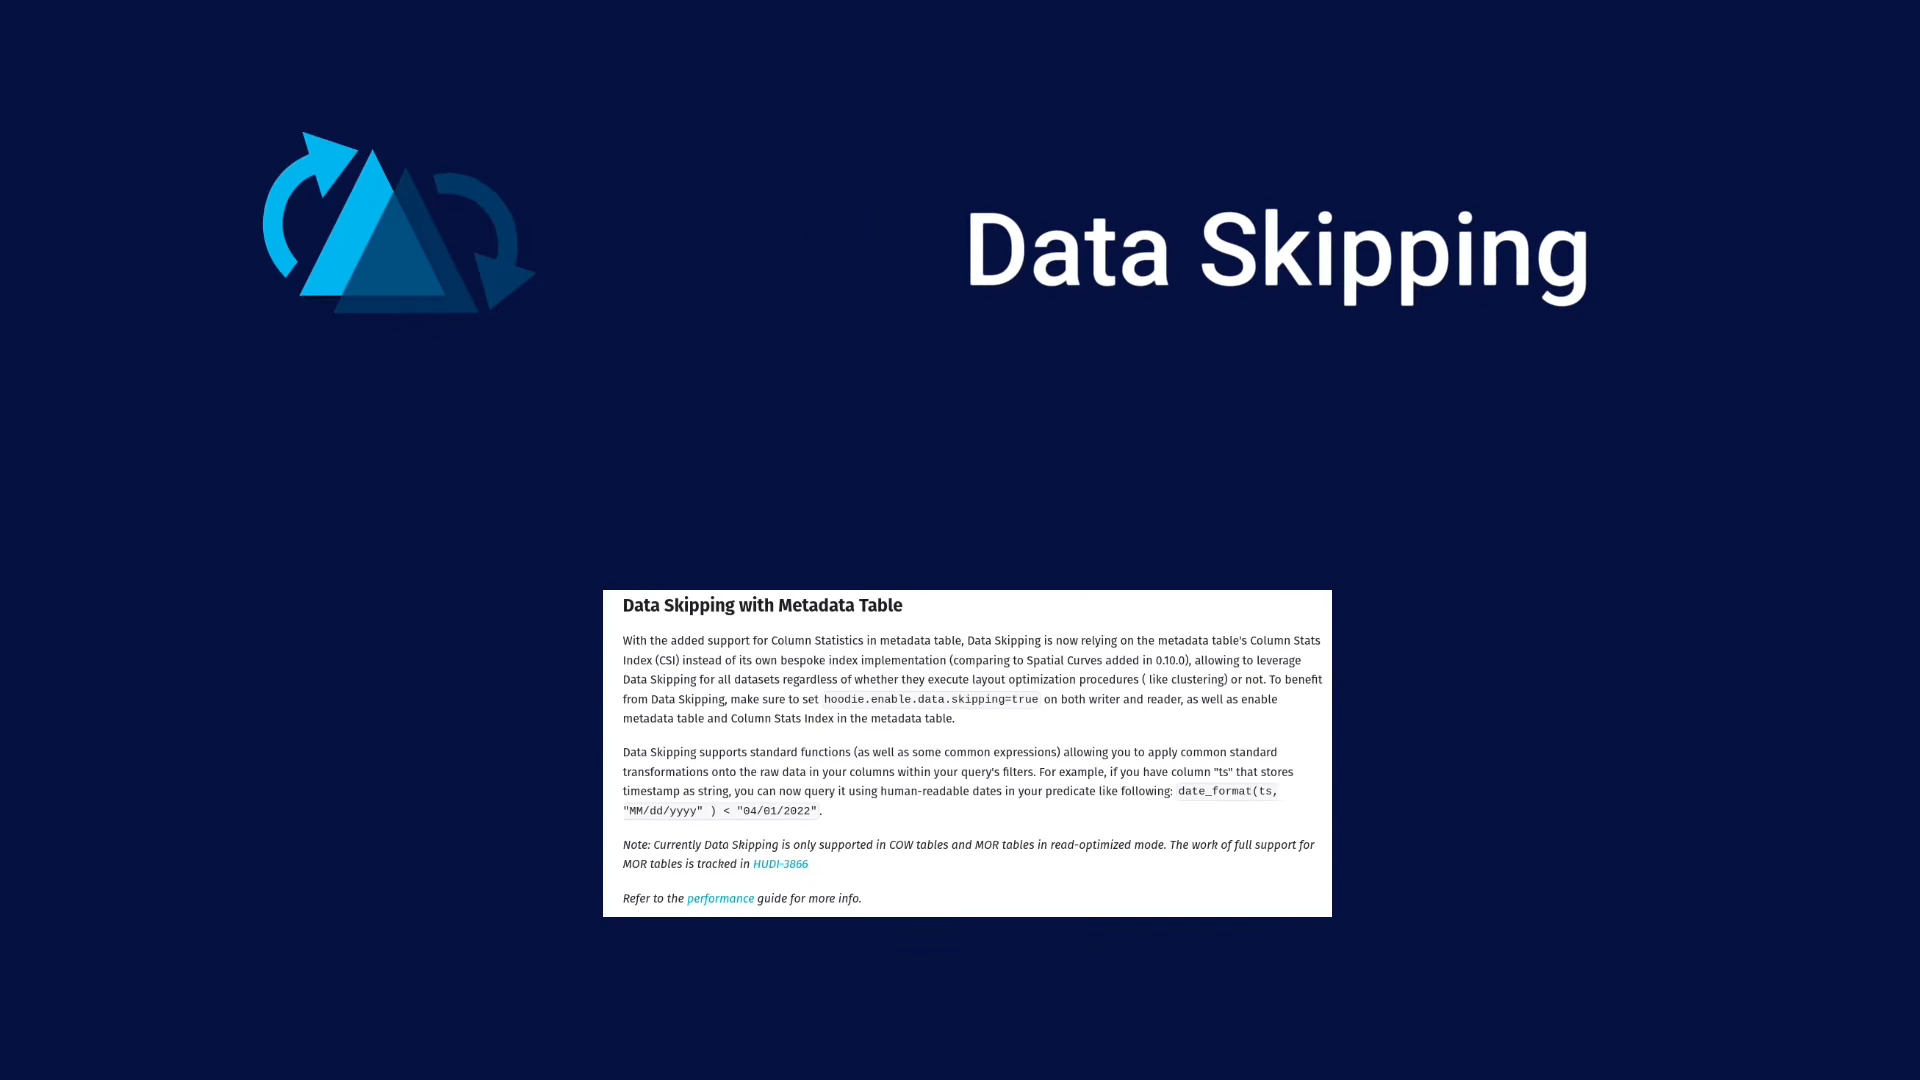 Data Skipping
Data Skipping with Metadata Table
With the added support for Column Statistics in metadata table, Data Skipping is now relying on the metadata table's Column Stats
Index (CSI) instead of its own bespoke index implementation (comparing to Spatial Curves added in 0.10.0), allowing to leverage
Data Skipping for all datasets regardless of whether they execute layout optimization procedures ( like clustering) or not. To benefit
from Data Skipping, make sure to set hoodie.enable.data.skipping=true on both writer and reader, as well as enable
metadata table and Column Stats Index in the metadata table.
Data Skipping supports standard functions (as well as some common expressions) allowing you to apply common standard
transformations onto the raw data in your columns within your query's filters. For example, if you have column "ts" that stores
timestamp as string, you can now query it using human-readable dates in your predicate like following: date_format(ts,
"MM/dd/yyyy" ) < "04/01/2022".
Note: Currently Data Skipping is only supported in COW tables and MOR tables in read-optimized mode. The work of full support for
MOR tables is tracked in HUDI-3866
Refer to the performance guide for more info.